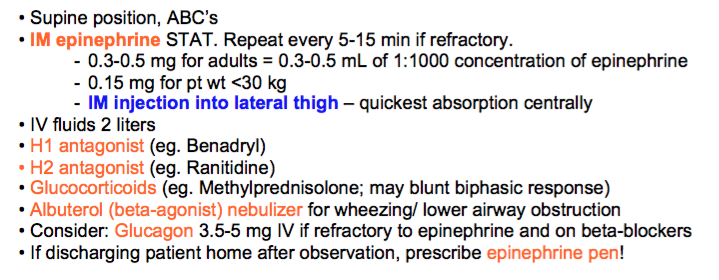 • Supine position, ABC's
• IM epinephrine STAT. Repeat every 5-15 min if refractory.
- 0.3-0.5 mg for adults = 0.3-0.5 mL of 1:1000 concentration of epinephrine
- 0.15 mg for pt wt <30 kg
- IM injection into lateral thigh – quickest absorption centrally
• IV fluids 2 liters
• H1 antagonist (eg. Benadryl)
• H2 antagonist (eg. Ranitidine)
• Glucocorticoids (eg. Methylprednisolone; may blunt biphasic response)
• Albuterol (beta-agonist) nebulizer for wheezing/ lower airway obstruction
• Consider: Glucagon 3.5-5 mg IV if refractory to epinephrine and on beta-blockers
• If discharging patient home after observation, prescribe epinephrine pen!